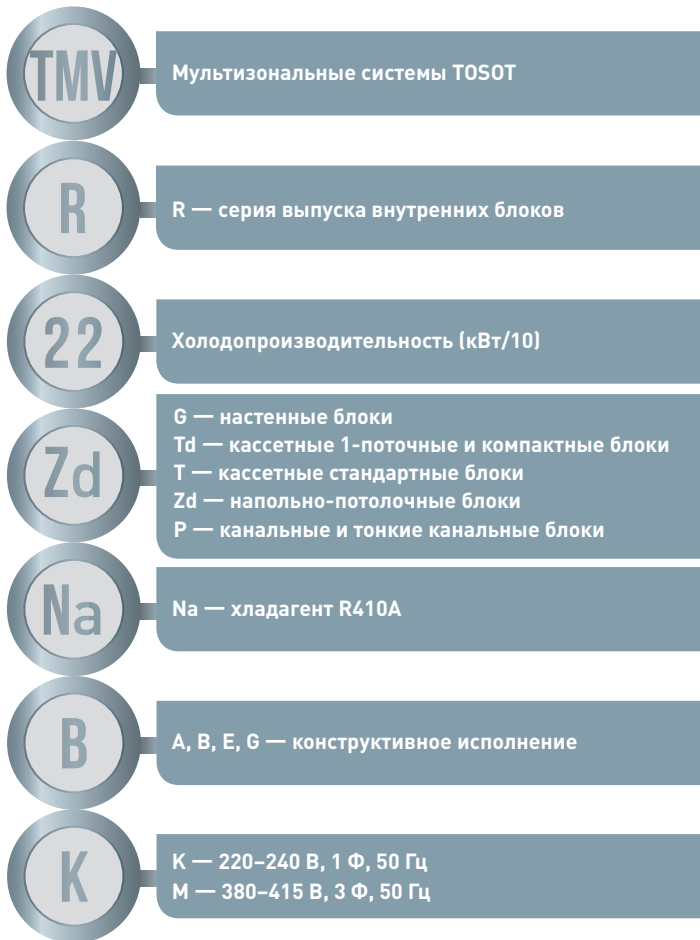 TMV
Мультизональные системы TOSOT
R
R — серия выпуска внутренних блоков
22
Холодопроизводительность (кВт/10)
Zd
G — настенные блоки
Td — кассетные 1-поточные и компактные блоки
T — кассетные стандартные блоки
Zd — напольно-потолочные блоки
P — канальные и тонкие канальные блоки
Na
Na — хладагент R410A
B
A, B, E, G — конструктивное исполнение
K
K — 220–240 В, 1 Ф, 50 Гц
M — 380–415 В, 3 Ф, 50 Гц